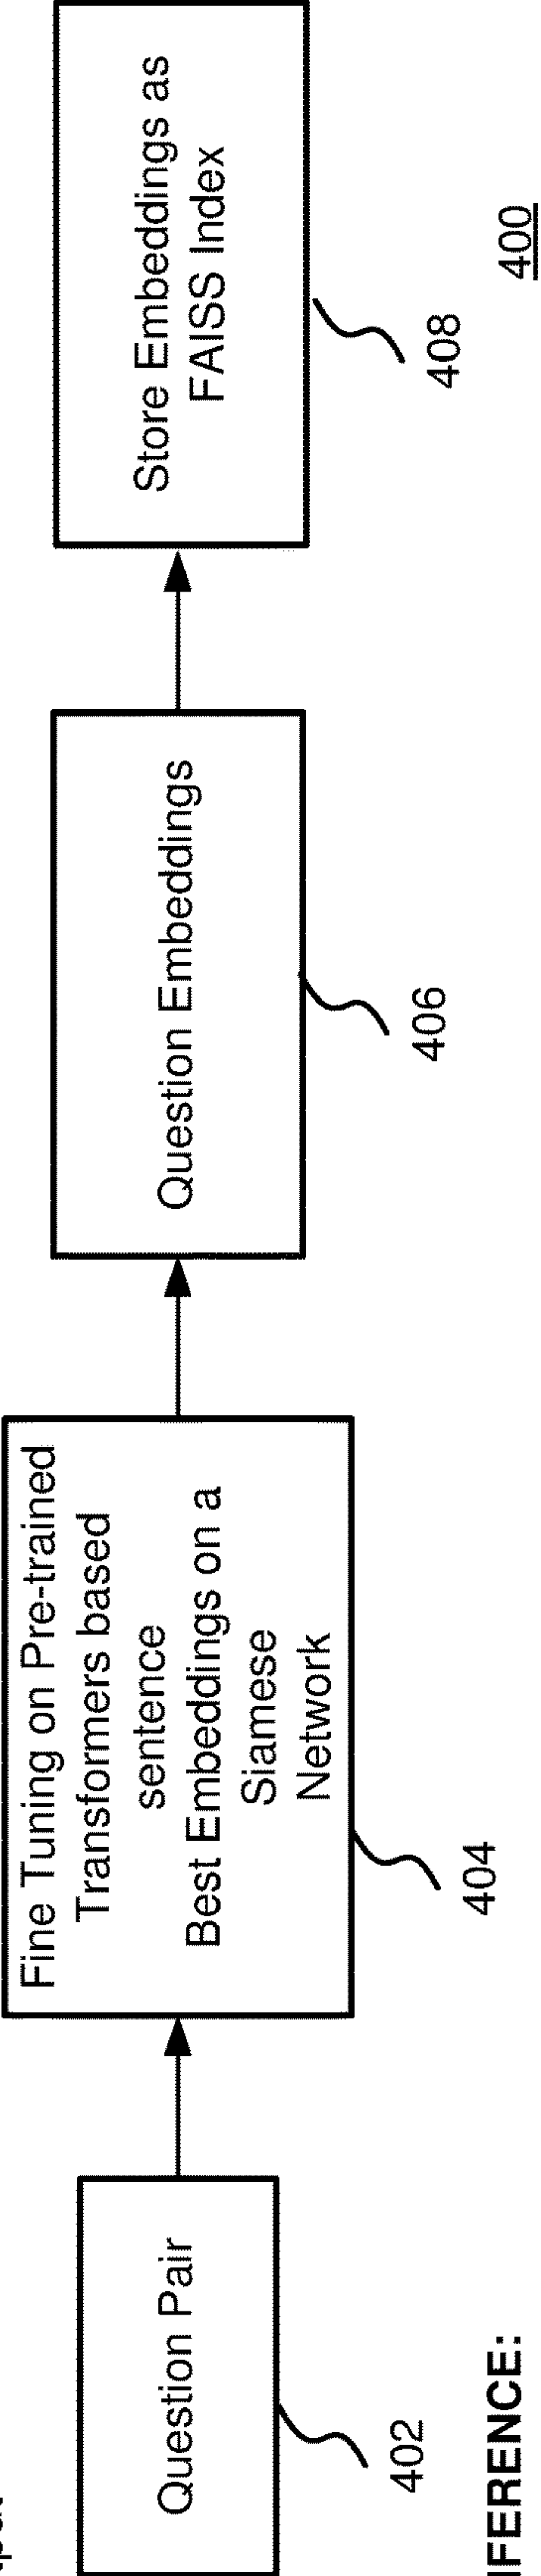 Question Pair
402
Fine Tuning on Pre-trained
Transformers based
sentence
Best Embeddings on a
Siamese
Network
404
Question Embeddings
406
Store Embeddings as
FAISS Index
408
400